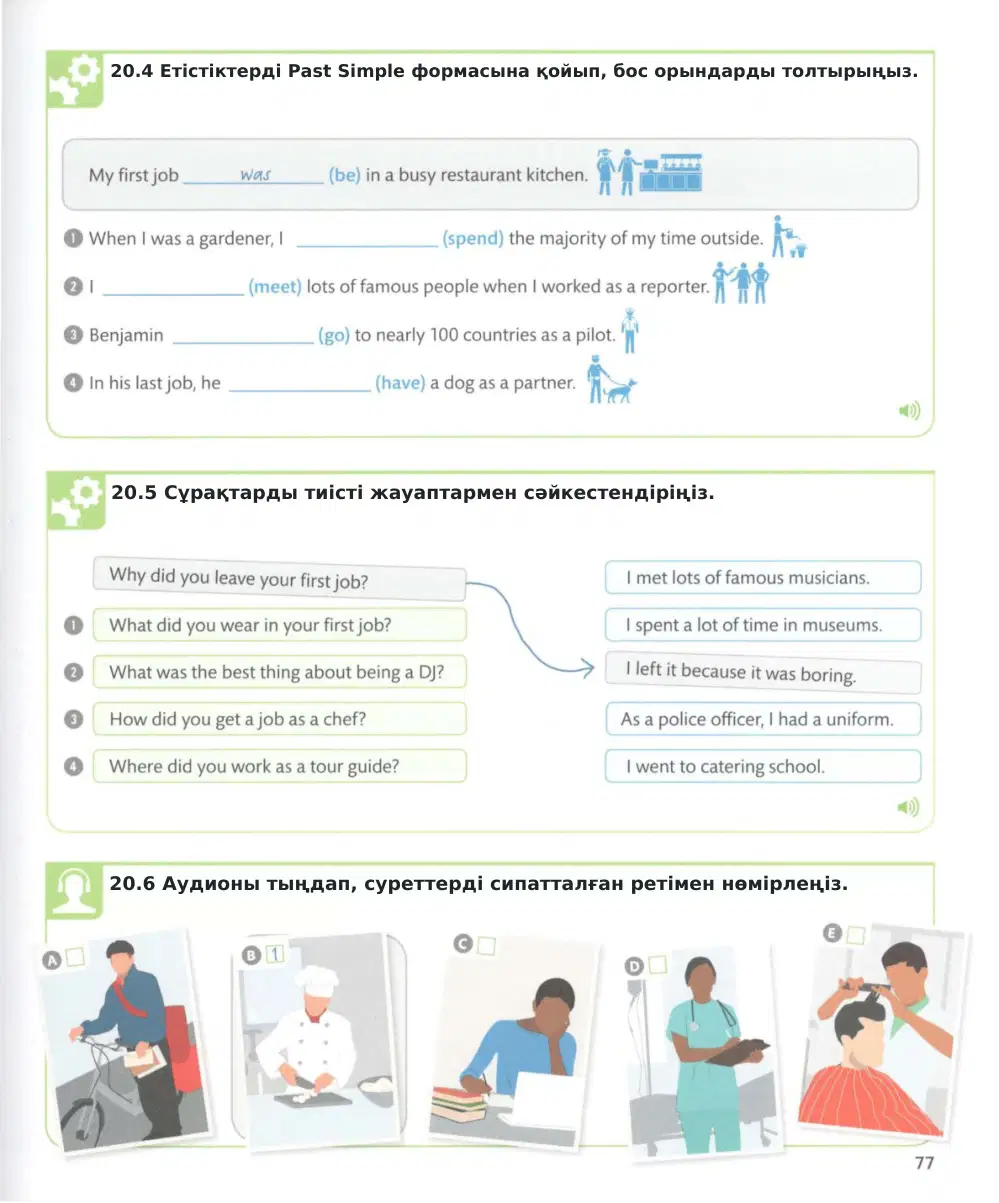 20.4 Етістіктерді Past Simple формасына қойып, бос орындарды толтырыңыз.
My first job was (be) in a busy restaurant kitchen.
1 When I was a gardener, I (spend) the majority of my time outside.
2 I (meet) lots of famous people when I worked as a reporter.
3 Benjamin (go) to nearly 100 countries as a pilot.
4 In his last job, he (have) a dog as a partner.
20.5 Сұрақтарды тиісті жауаптармен сәйкестендіріңіз.
Why did you leave your first job?
1 What did you wear in your first job?
2 What was the best thing about being a DJ?
3 How did you get a job as a chef?
4 Where did you work as a tour guide?
I met lots of famous musicians.
I spent a lot of time in museums.
I left it because it was boring.
As a police officer, I had a uniform.
I went to catering school.
20.6 Аудионы тыңдап, суреттерді сипатталған ретімен нөмірлеңіз.
A
B 1
C
D
E
77